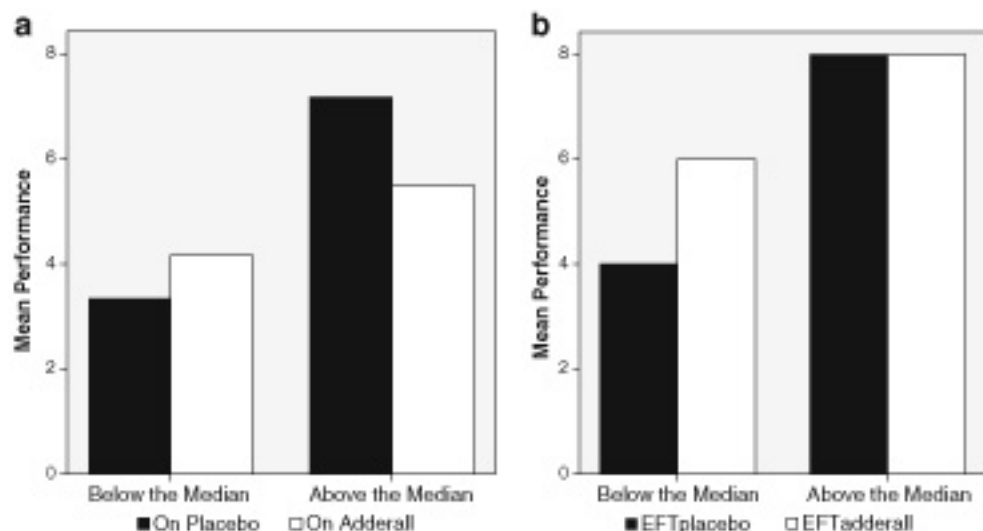 a
8
6
4
2
0
Mean Performance
Below the Median Above the Median
On Placebo On Adderall
b
8
6
4
2
0
Mean Performance
Below the Median Above the Median
EFTplacebo EFTadderall